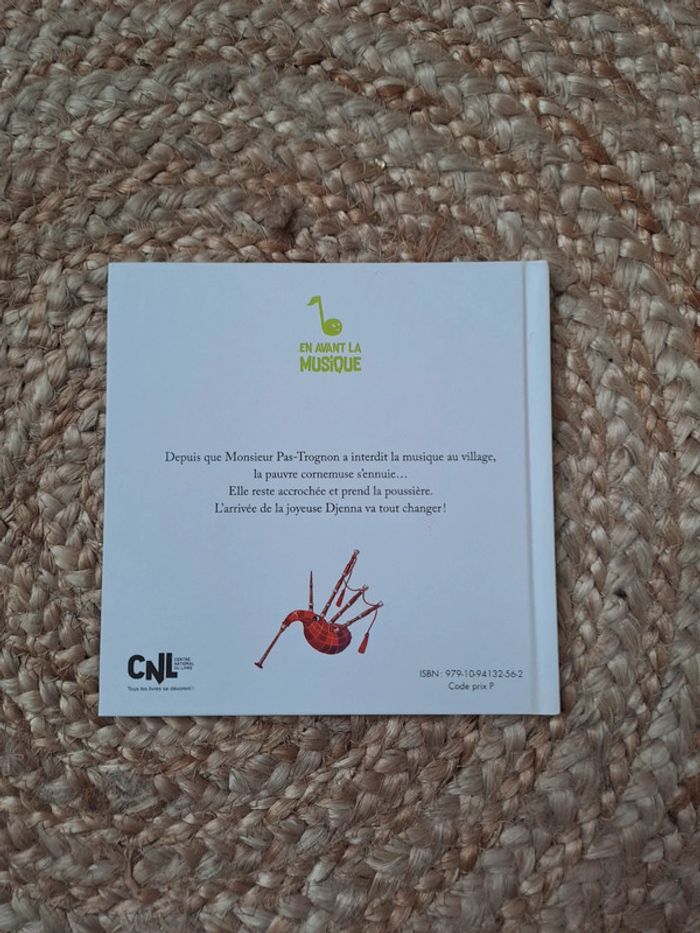 EN AVANT LA
MUSIQUE
Depuis que Monsieur Pas-Trognon a interdit la musique au village,
la pauvre cornemuse s'ennuie…
Elle reste accrochée et prend la poussière.
L'arrivée de la joyeuse Djenna va tout changer !
CNL CENTRE
NATIONAL
DU LIVRE
Tous les livres se dévorent !
ISBN : 979-10-94132-56-2
Code prix P